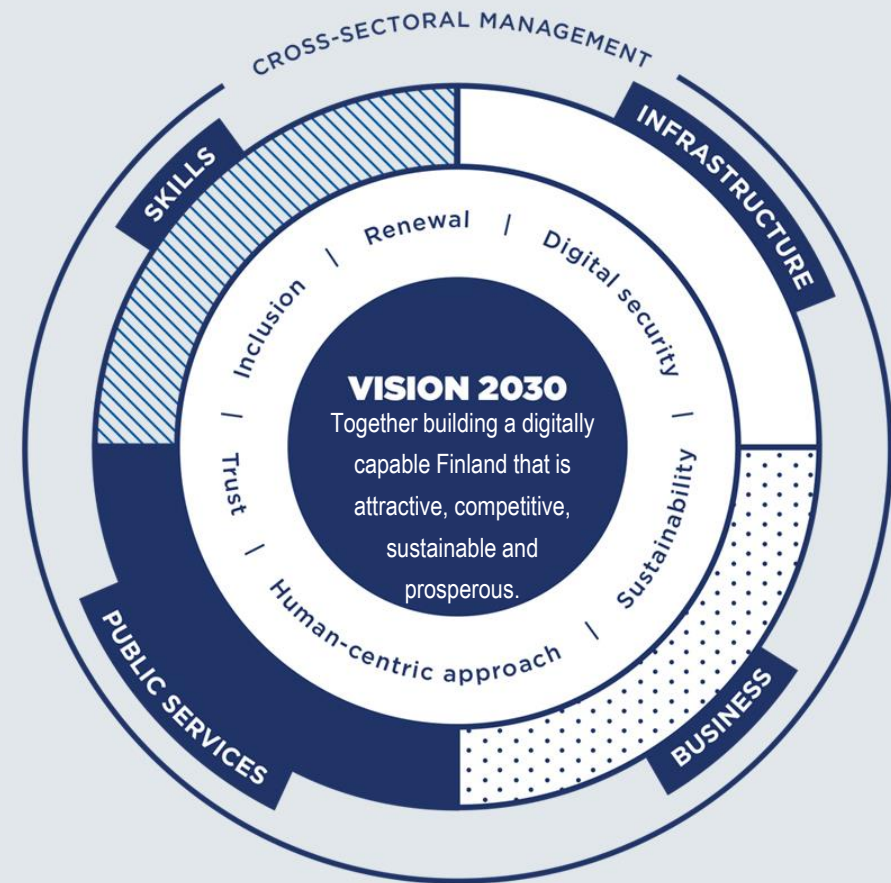 CROSS-SECTORAL MANAGEMENT
SKILLS
INFRASTRUCTURE
PUBLIC SERVICES
BUSINESS
Renewal | Digital security | Sustainability | Human-centric approach | Trust | Inclusion |
VISION 2030
Together building a digitally
capable Finland that is
attractive, competitive,
sustainable and
prosperous.